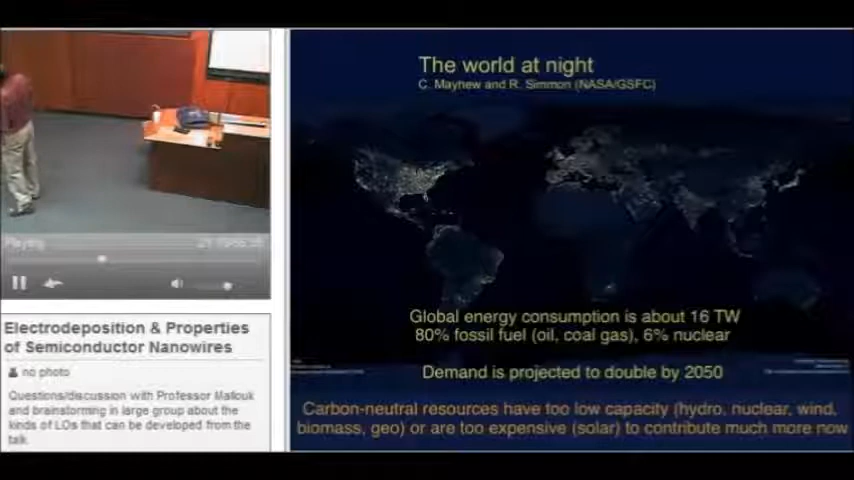 The world at night
C. Mayhew and R. Simmon (NASA/GSFC)
Global energy consumption is about 16 TW
80% fossil fuel (oil, coal gas), 6% nuclear
Demand is projected to double by 2050
Carbon-neutral resources have too low capacity (hydro, nuclear, wind,
biomass, geo) or are too expensive (solar) to contribute much more now
Playing
Electrodeposition & Properties
of Semiconductor Nanowires
no photo
Questions/discussion with Professor Mallouk
and brainstorming in large group about the
kinds of LOs that can be developed from the
talk.